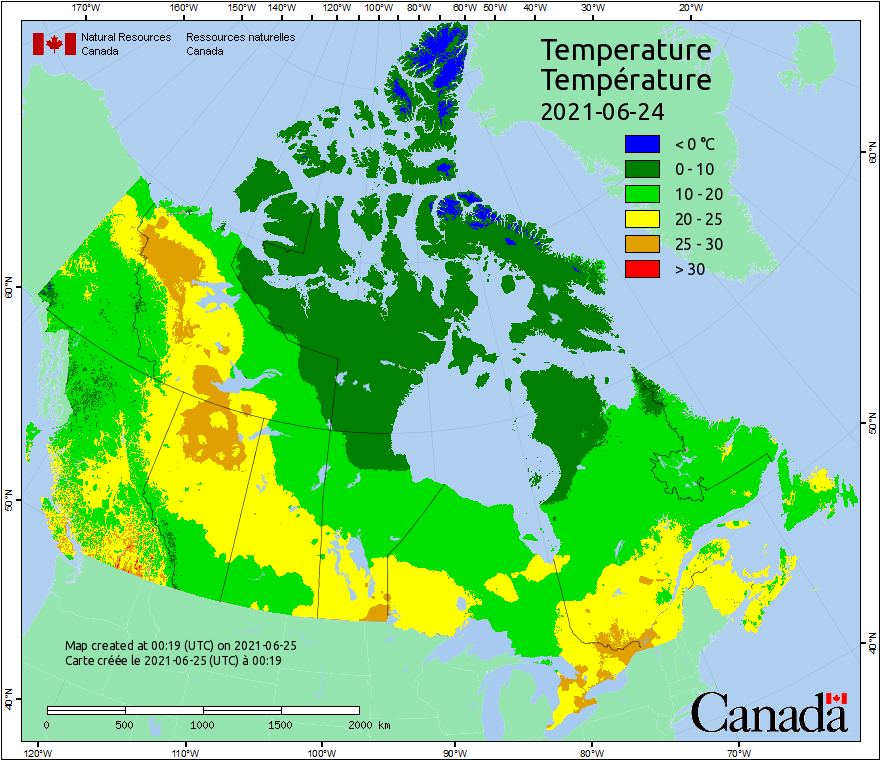 170°W 160°W 150°W 140°W 130°W 120°W 110°W 100°W 80°W 60°W 50°W 40°W 30°W 20°W
Natural Resources Ressources naturelles
Canada Canada
Temperature
Température
2021-06-24
< 0 °C
0 - 10
10 - 20
20 - 25
25 - 30
> 30
60°N
60°N
50°N
50°N
40°N
40°N
Map created at 00:19 (UTC) on 2021-06-25
Carte créée le 2021-06-25 (UTC) à 00:19
0 500 1000 1500 2000 km
Canada
120°W 110°W 100°W 90°W 80°W 70°W